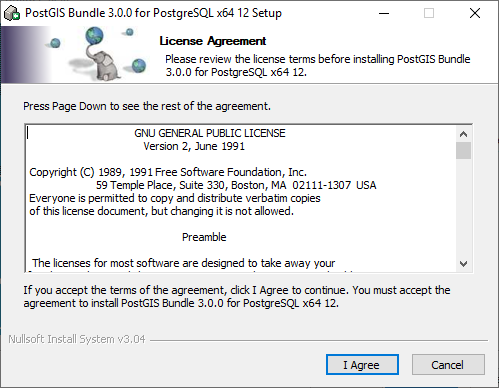 PostGIS Bundle 3.0.0 for PostgreSQL x64 12 Setup
License Agreement
Please review the license terms before installing PostGIS Bundle
3.0.0 for PostgreSQL x64 12.
Press Page Down to see the rest of the agreement.
GNU GENERAL PUBLIC LICENSE
Version 2, June 1991
Copyright (C) 1989, 1991 Free Software Foundation, Inc.
59 Temple Place, Suite 330, Boston, MA 02111-1307 USA
Everyone is permitted to copy and distribute verbatim copies
of this license document, but changing it is not allowed.
Preamble
The licenses for most software are designed to take away your
If you accept the terms of the agreement, click I Agree to continue. You must accept the
agreement to install PostGIS Bundle 3.0.0 for PostgreSQL x64 12.
Nullsoft Install System v3.04
I Agree
Cancel